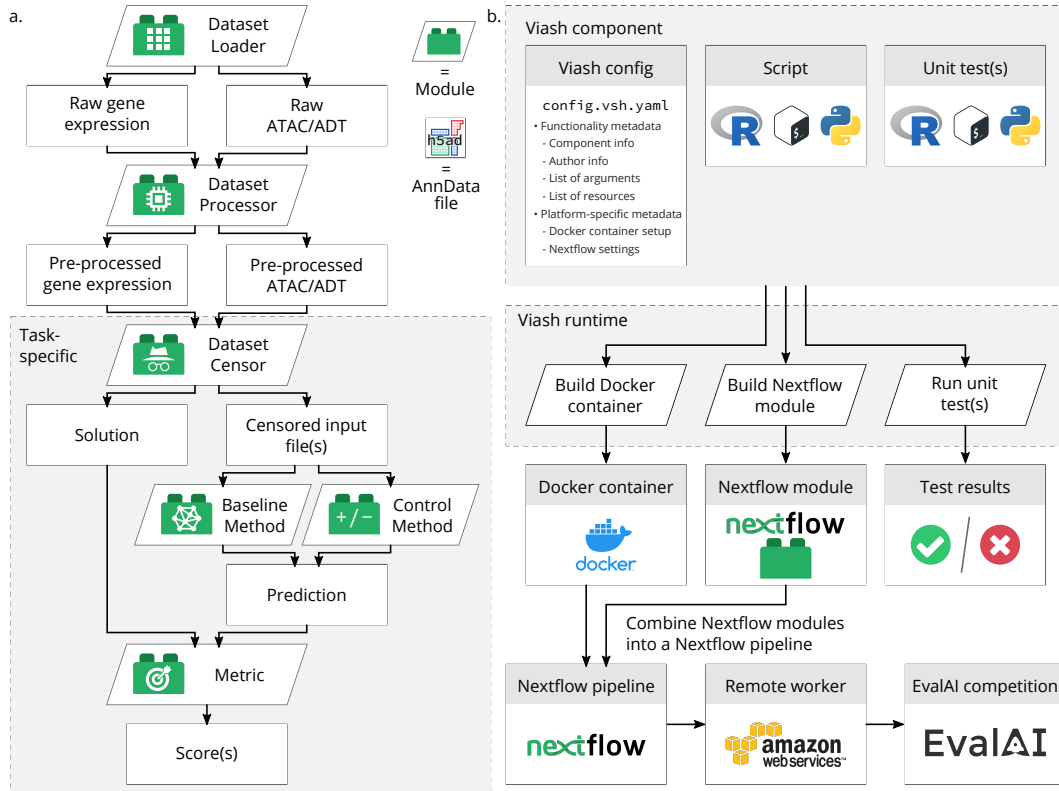 a.
Dataset
Loader
=
Module
Raw gene
expression
Raw
ATAC/ADT
h5ad
=
AnnData
file
Dataset
Processor
Pre-processed
gene expression
Pre-processed
ATAC/ADT
Task-
specific
Dataset
Censor
Solution
Censored input
file(s)
Baseline
Method
+/−
Control
Method
Prediction
Metric
Score(s)
b.
Viash component
Viash config
config.vsh.yaml
• Functionality metadata
- Component info
- Author info
- List of arguments
- List of resources
• Platform-specific metadata
- Docker container setup
- Nextflow settings
Script
R
$_
Unit test(s)
R
$_
Viash runtime
Build Docker
container
Build Nextflow
module
Run unit
test(s)
Docker container
docker
Nextflow module
nextflow
Test results
/
Combine Nextflow modules
into a Nextflow pipeline
Nextflow pipeline
nextflow
Remote worker
amazon
web services™
EvalAI competition
EvalAI